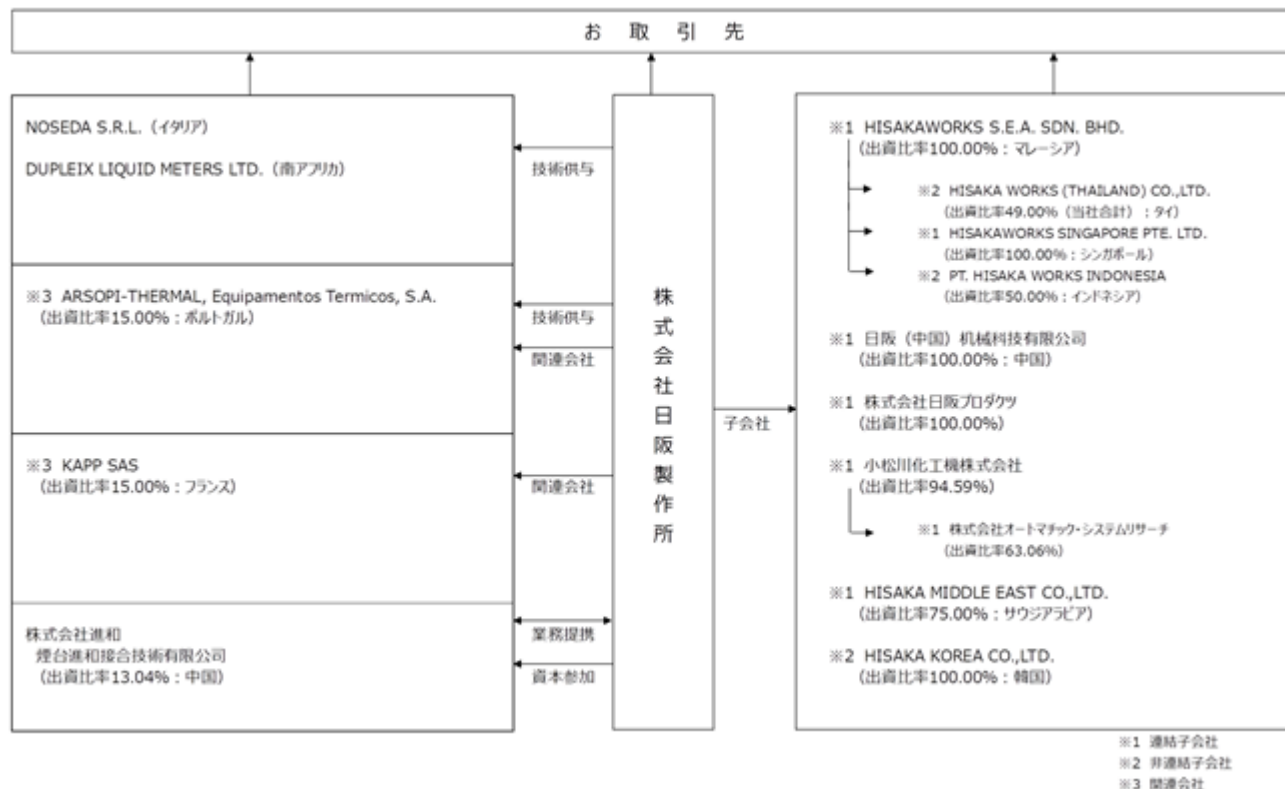 お取引先
NOSEDA S.R.L.（イタリア）
DUPLEIX LIQUID METERS LTD.（南アフリカ）
技術供与
※3 ARSOPI-THERMAL, Equipamentos Termicos, S.A.
（出資比率15.00%：ポルトガル）
技術供与
関連会社
※3 KAPP SAS
（出資比率15.00%：フランス）
関連会社
株式会社進和
煙台進和接合技術有限公司
（出資比率13.04%：中国）
業務提携
資本参加
株式会社日阪製作所
子会社
※1 HISAKAWORKS S.E.A. SDN. BHD.
（出資比率100.00%：マレーシア）
※2 HISAKA WORKS (THAILAND) CO.,LTD.
（出資比率49.00%（当社合計）：タイ）
※1 HISAKAWORKS SINGAPORE PTE. LTD.
（出資比率100.00%：シンガポール）
※2 PT. HISAKA WORKS INDONESIA
（出資比率50.00%：インドネシア）
※1 日阪（中国）机械科技有限公司
（出資比率100.00%：中国）
※1 株式会社日阪プロダクツ
（出資比率100.00%）
※1 小松川化工機株式会社
（出資比率94.59%）
※1 株式会社オートマチック・システムリサーチ
（出資比率63.06%）
※1 HISAKA MIDDLE EAST CO.,LTD.
（出資比率75.00%：サウジアラビア）
※2 HISAKA KOREA CO.,LTD.
（出資比率100.00%：韓国）
※1 連結子会社
※2 非連結子会社
※3 関連会社